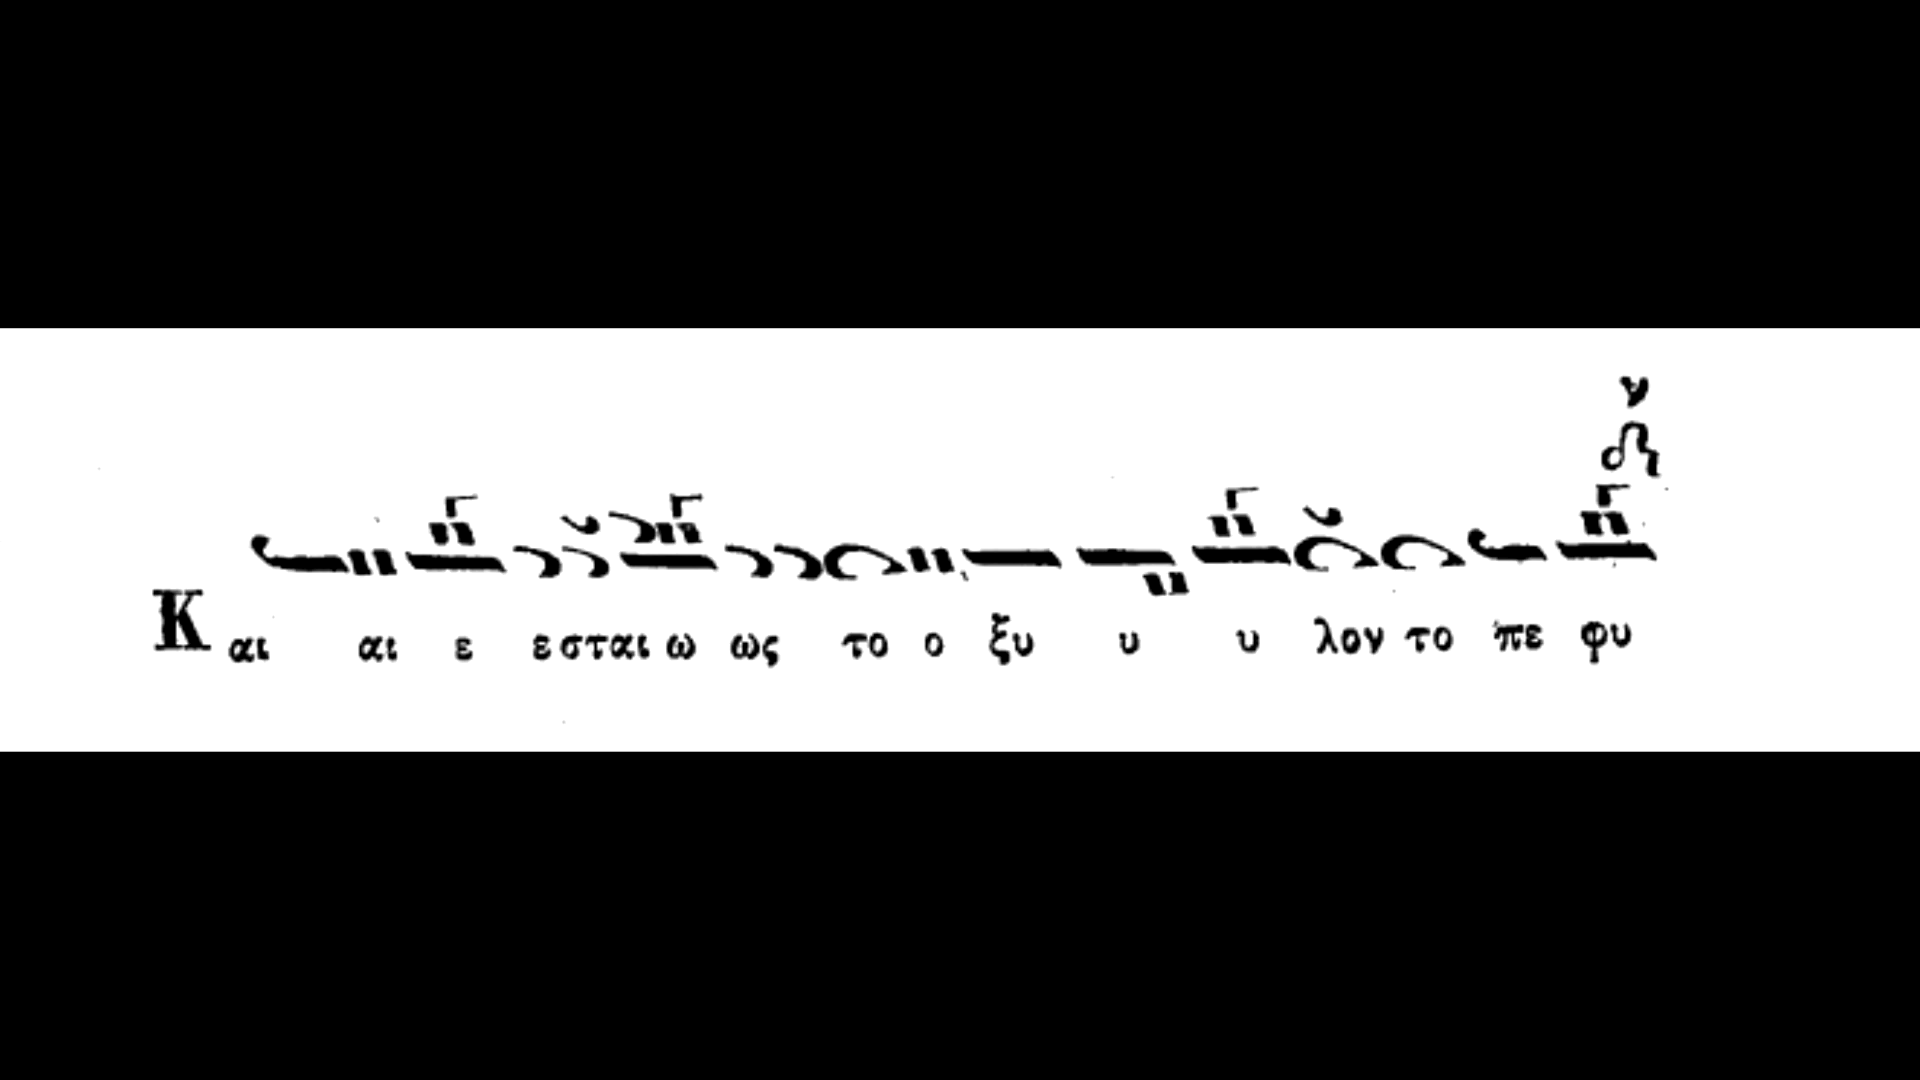 ν
Και αι ε εσται ω ως το ο ξυ υ υ λον το πε φυ